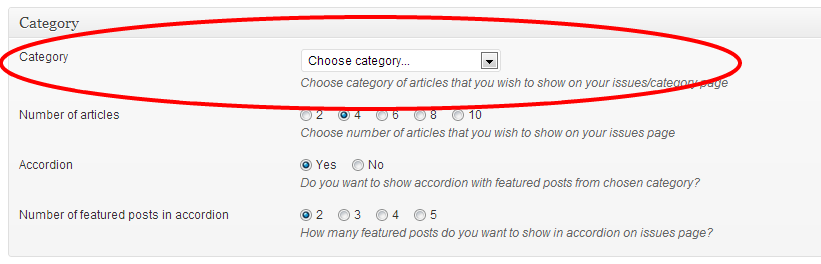 Category
Category
Choose category...
Choose category of articles that you wish to show on your issues/category page
Number of articles
2 4 6 8 10
Choose number of articles that you wish to show on your issues page
Accordion
Yes No
Do you want to show accordion with featured posts from chosen category?
Number of featured posts in accordion
2 3 4 5
How many featured posts do you want to show in accordion on issues page?